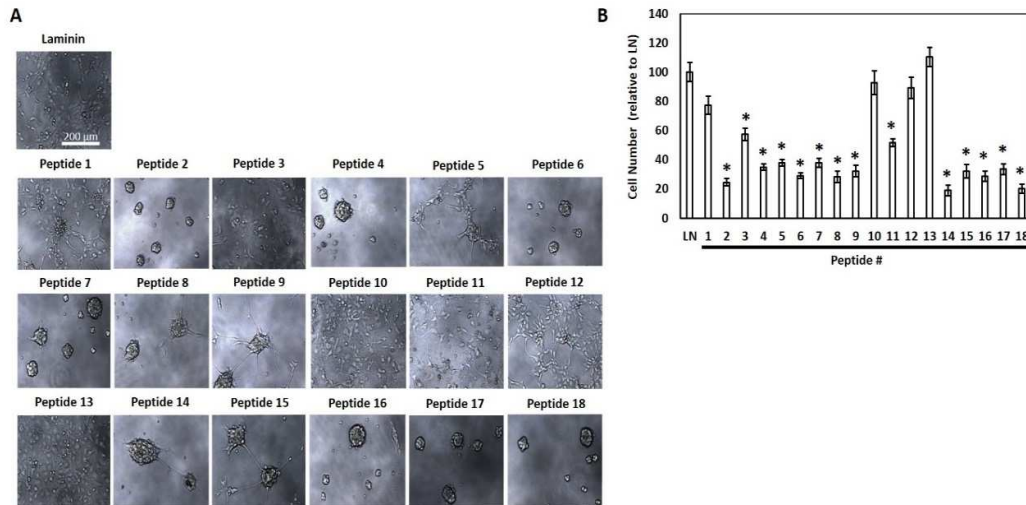 A
Laminin
200 µm
Peptide 1 Peptide 2 Peptide 3 Peptide 4 Peptide 5 Peptide 6
Peptide 7 Peptide 8 Peptide 9 Peptide 10 Peptide 11 Peptide 12
Peptide 13 Peptide 14 Peptide 15 Peptide 16 Peptide 17 Peptide 18
B
Cell Number (relative to LN)
140
120
100
80
60
40
20
0
* * * * * * * * * * * * * *
LN 1 2 3 4 5 6 7 8 9 10 11 12 13 14 15 16 17 18
Peptide #